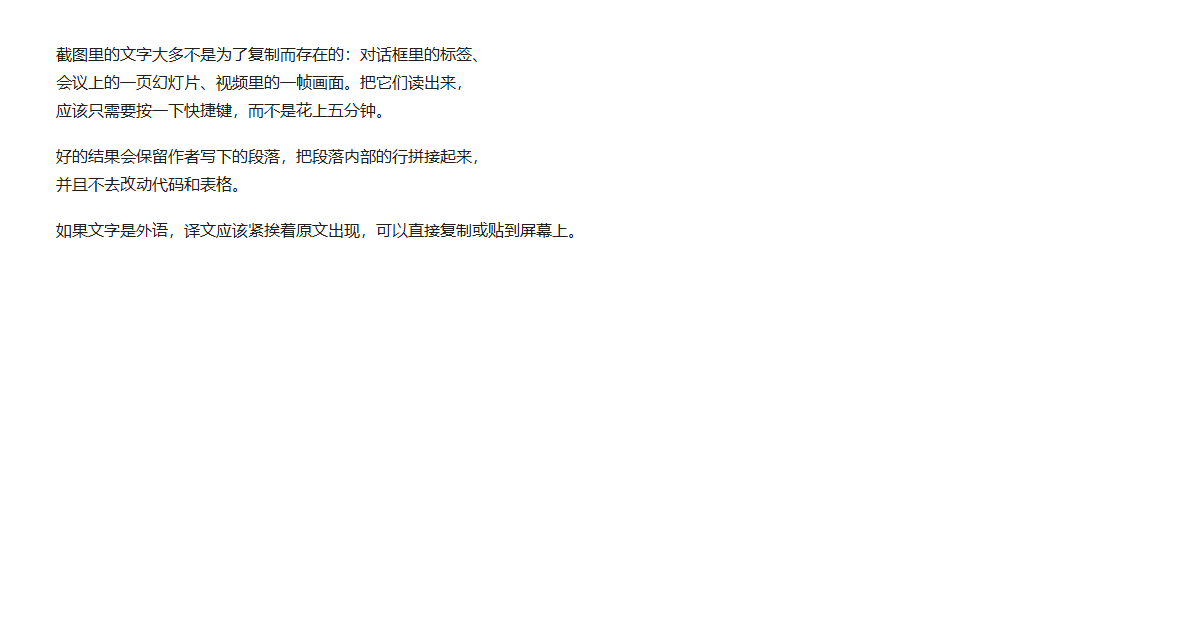 截图里的文字大多不是为了复制而存在的：对话框里的标签、
会议上的一页幻灯片、视频里的一帧画面。把它们读出来，
应该只需要按一下快捷键，而不是花上五分钟。
好的结果会保留作者写下的段落，把段落内部的行拼接起来，
并且不去改动代码和表格。
如果文字是外语，译文应该紧挨着原文出现，可以直接复制或贴到屏幕上。